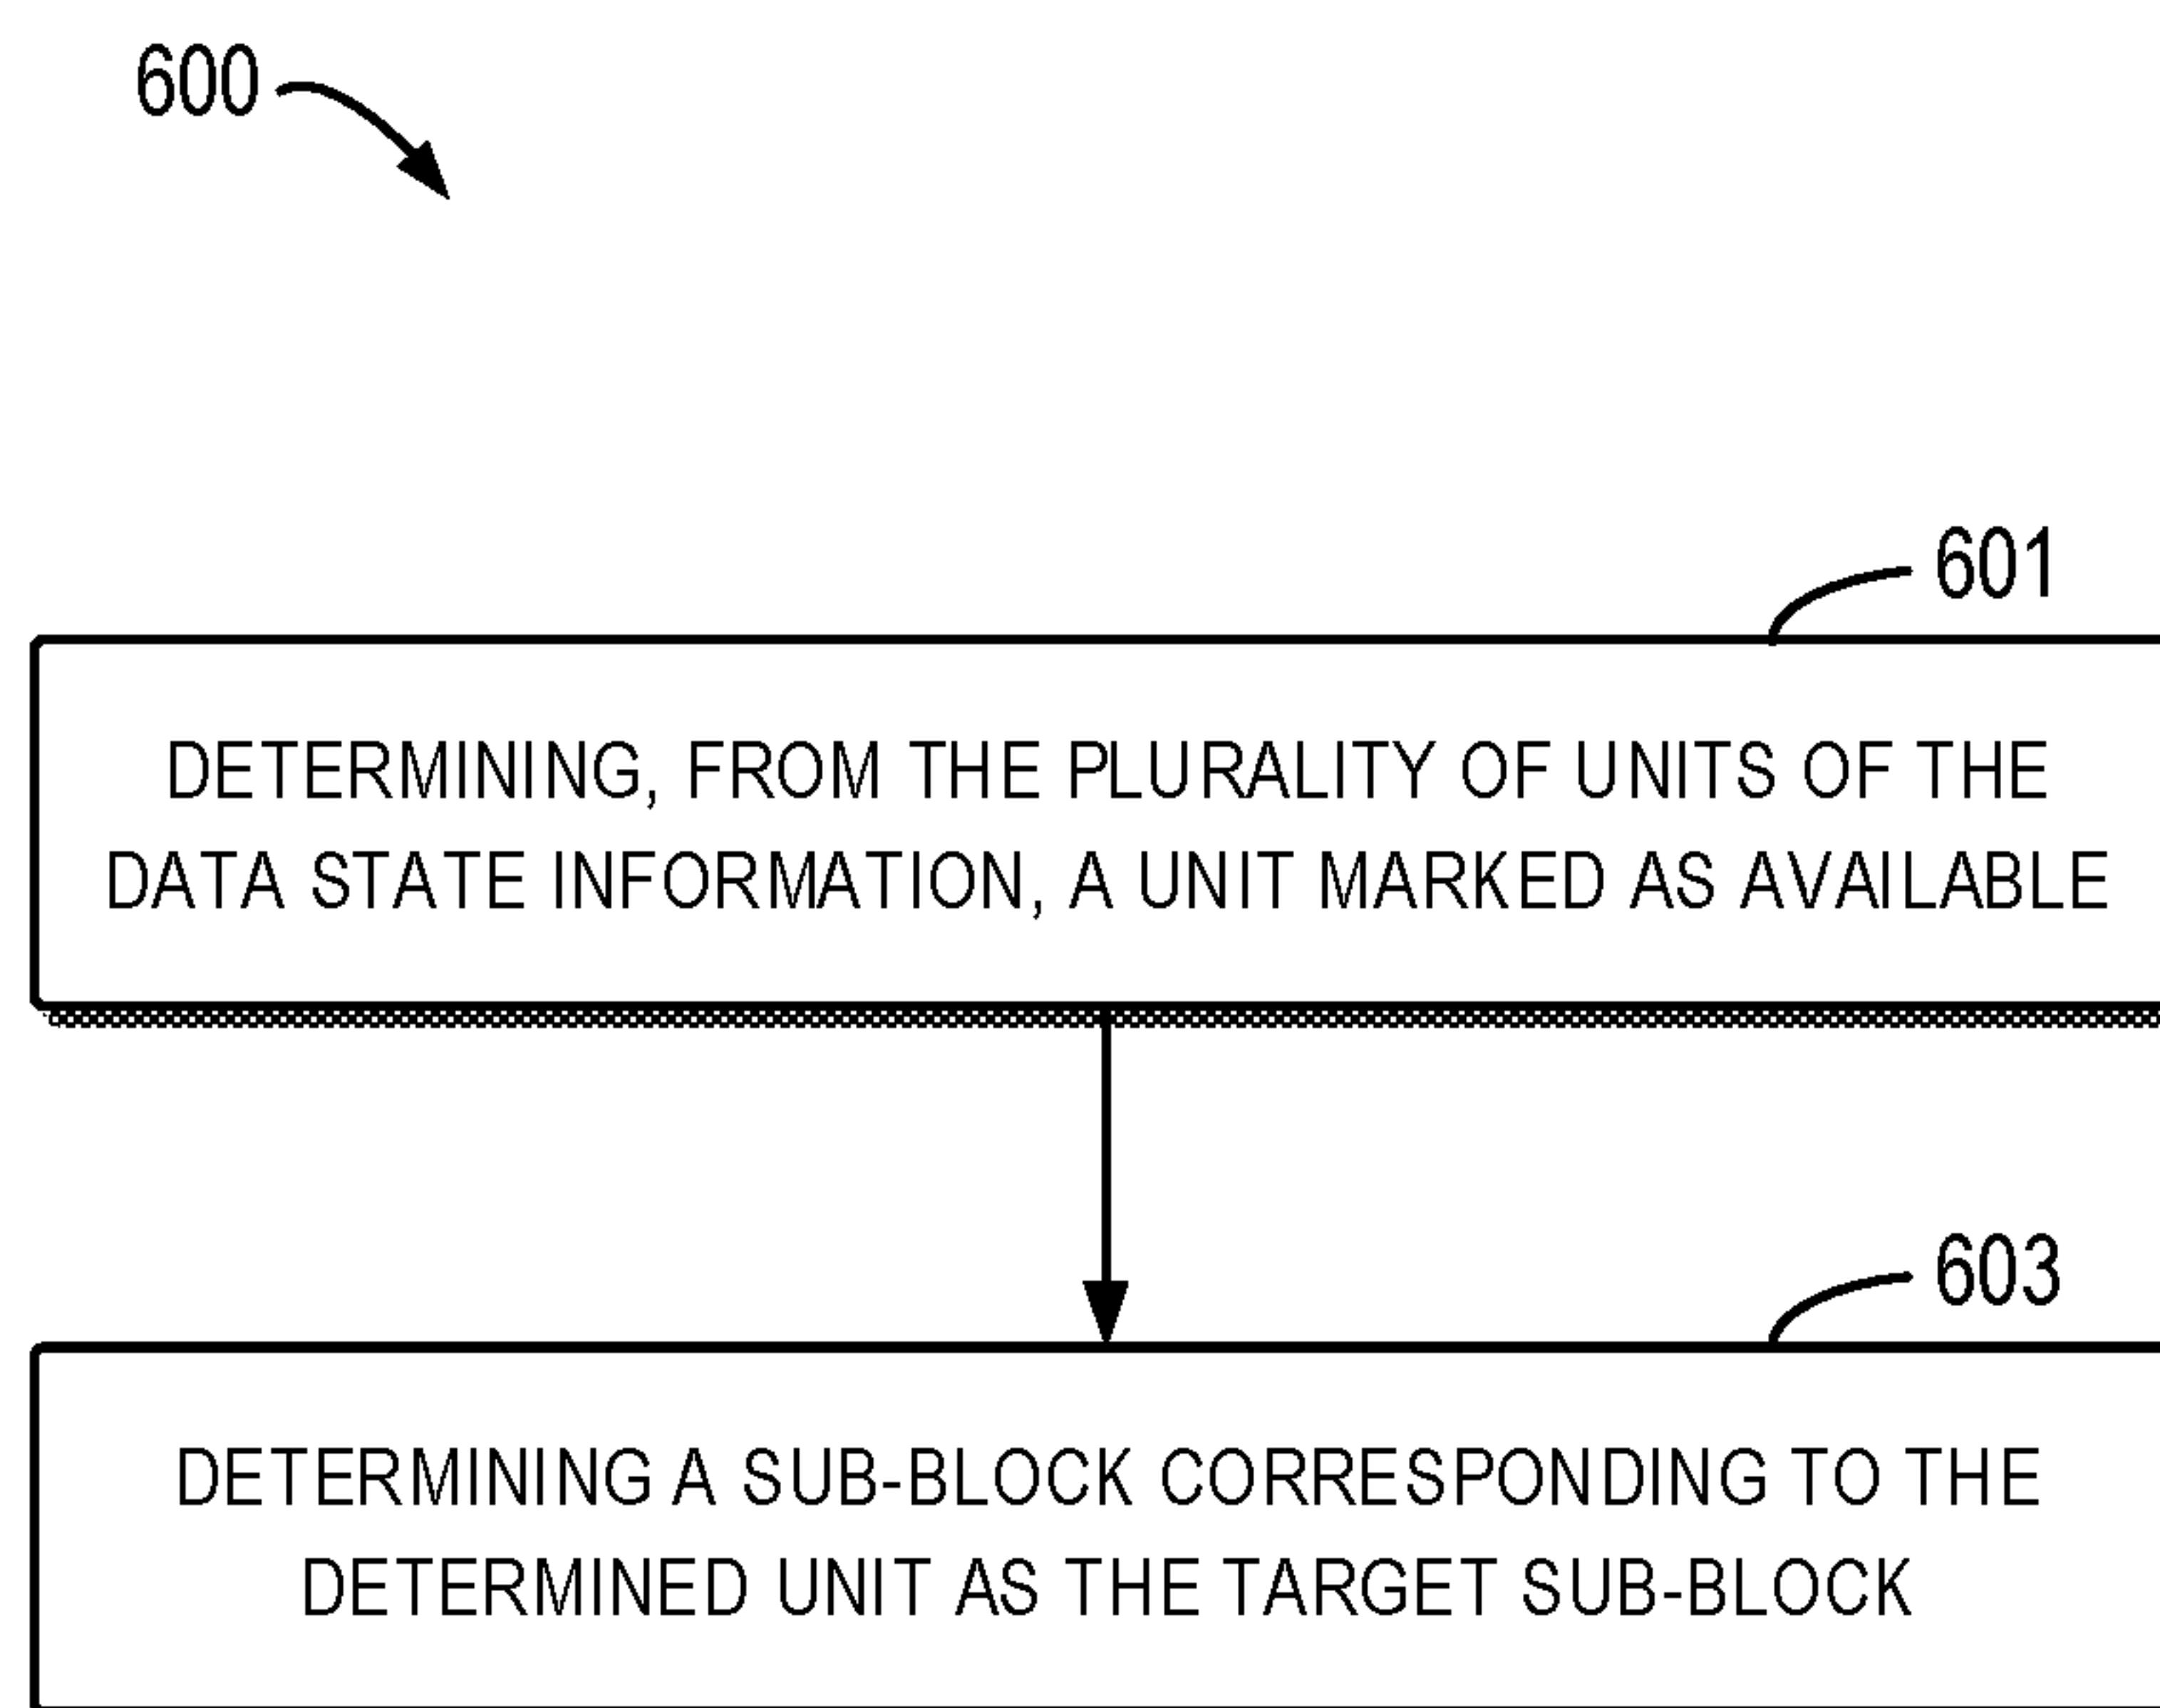 600
601
DETERMINING, FROM THE PLURALITY OF UNITS OF THE
DATA STATE INFORMATION, A UNIT MARKED AS AVAILABLE
603
DETERMINING A SUB-BLOCK CORRESPONDING TO THE
DETERMINED UNIT AS THE TARGET SUB-BLOCK